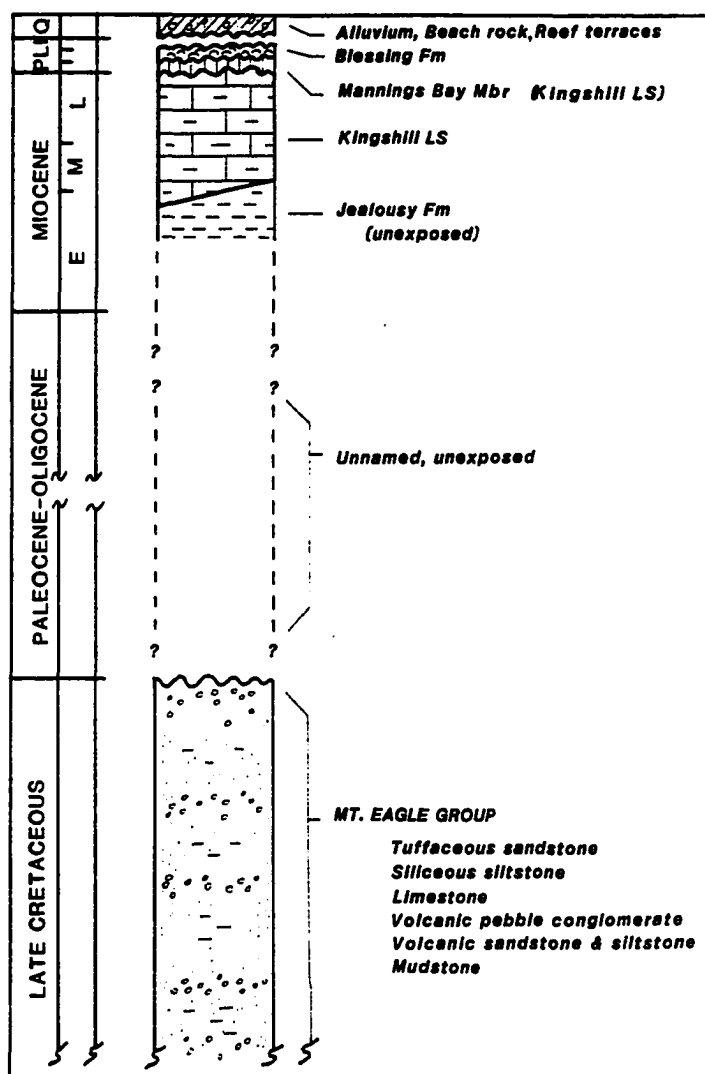 PLIO
Alluvium, Beach rock, Reef terraces
Blessing Fm
Mannings Bay Mbr (Kingshill LS)
MIOCENE
L
M
E
Kingshill LS
Jealousy Fm
(unexposed)
PALEOCENE-OLIGOCENE
? ?
? ?
Unnamed, unexposed
? ?
LATE CRETACEOUS
MT. EAGLE GROUP
Tuffaceous sandstone
Siliceous siltstone
Limestone
Volcanic pebble conglomerate
Volcanic sandstone & siltstone
Mudstone